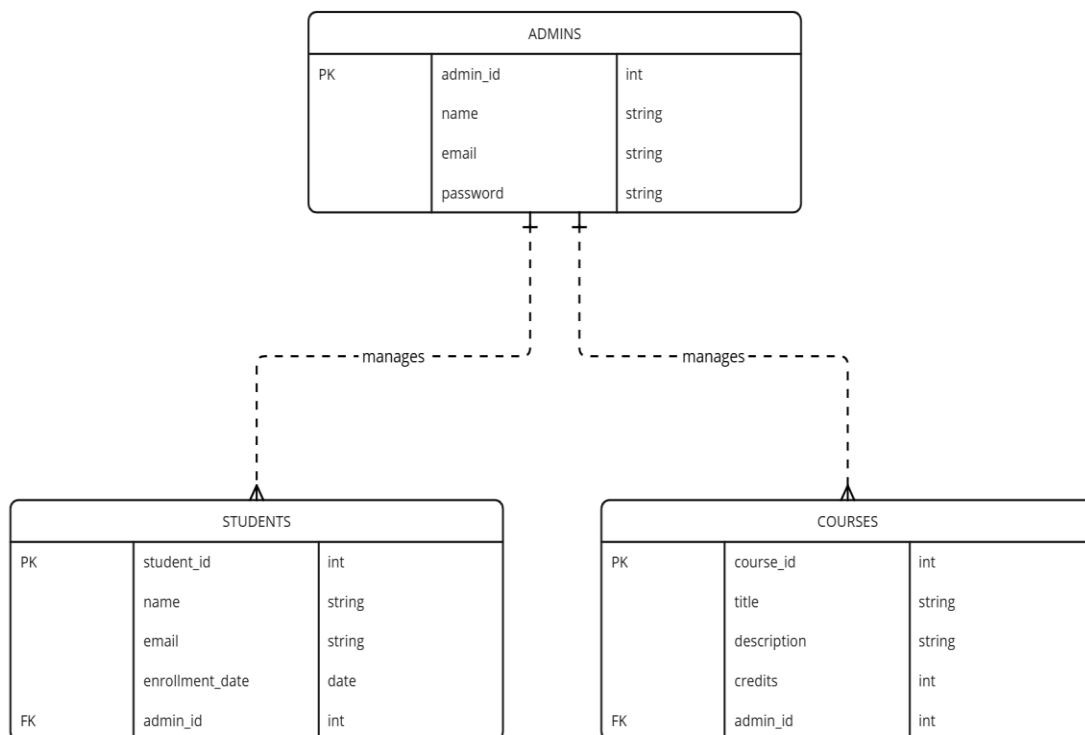 ADMINS
PK admin_id int
name string
email string
password string
manages manages
STUDENTS COURSES
PK student_id int PK course_id int
name string title string
email string description string
enrollment_date date credits int
FK admin_id int FK admin_id int